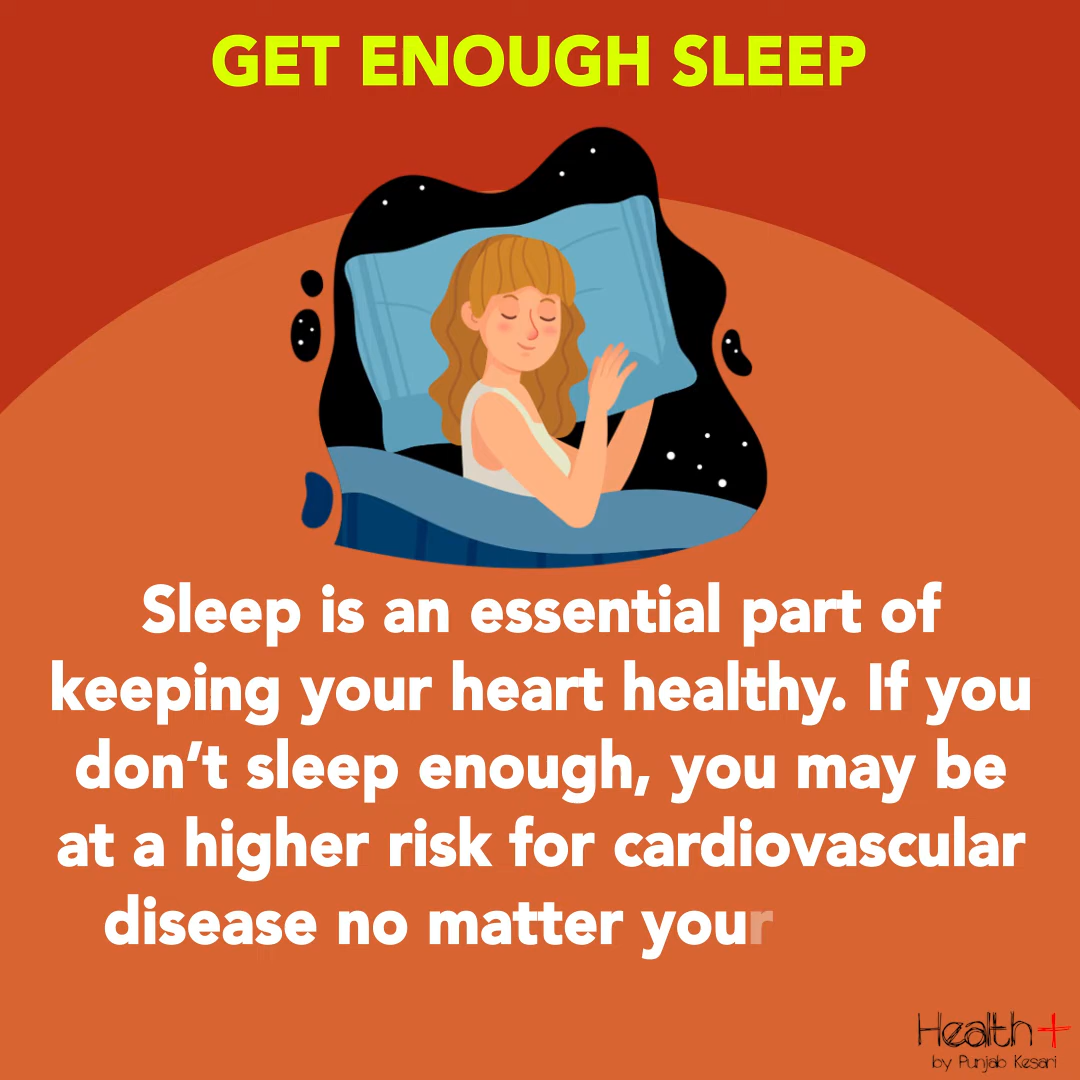 GET ENOUGH SLEEP
Sleep is an essential part of
keeping your heart healthy. If you
don’t sleep enough, you may be
at a higher risk for cardiovascular
disease no matter your
Health+
by Punjab Kesari